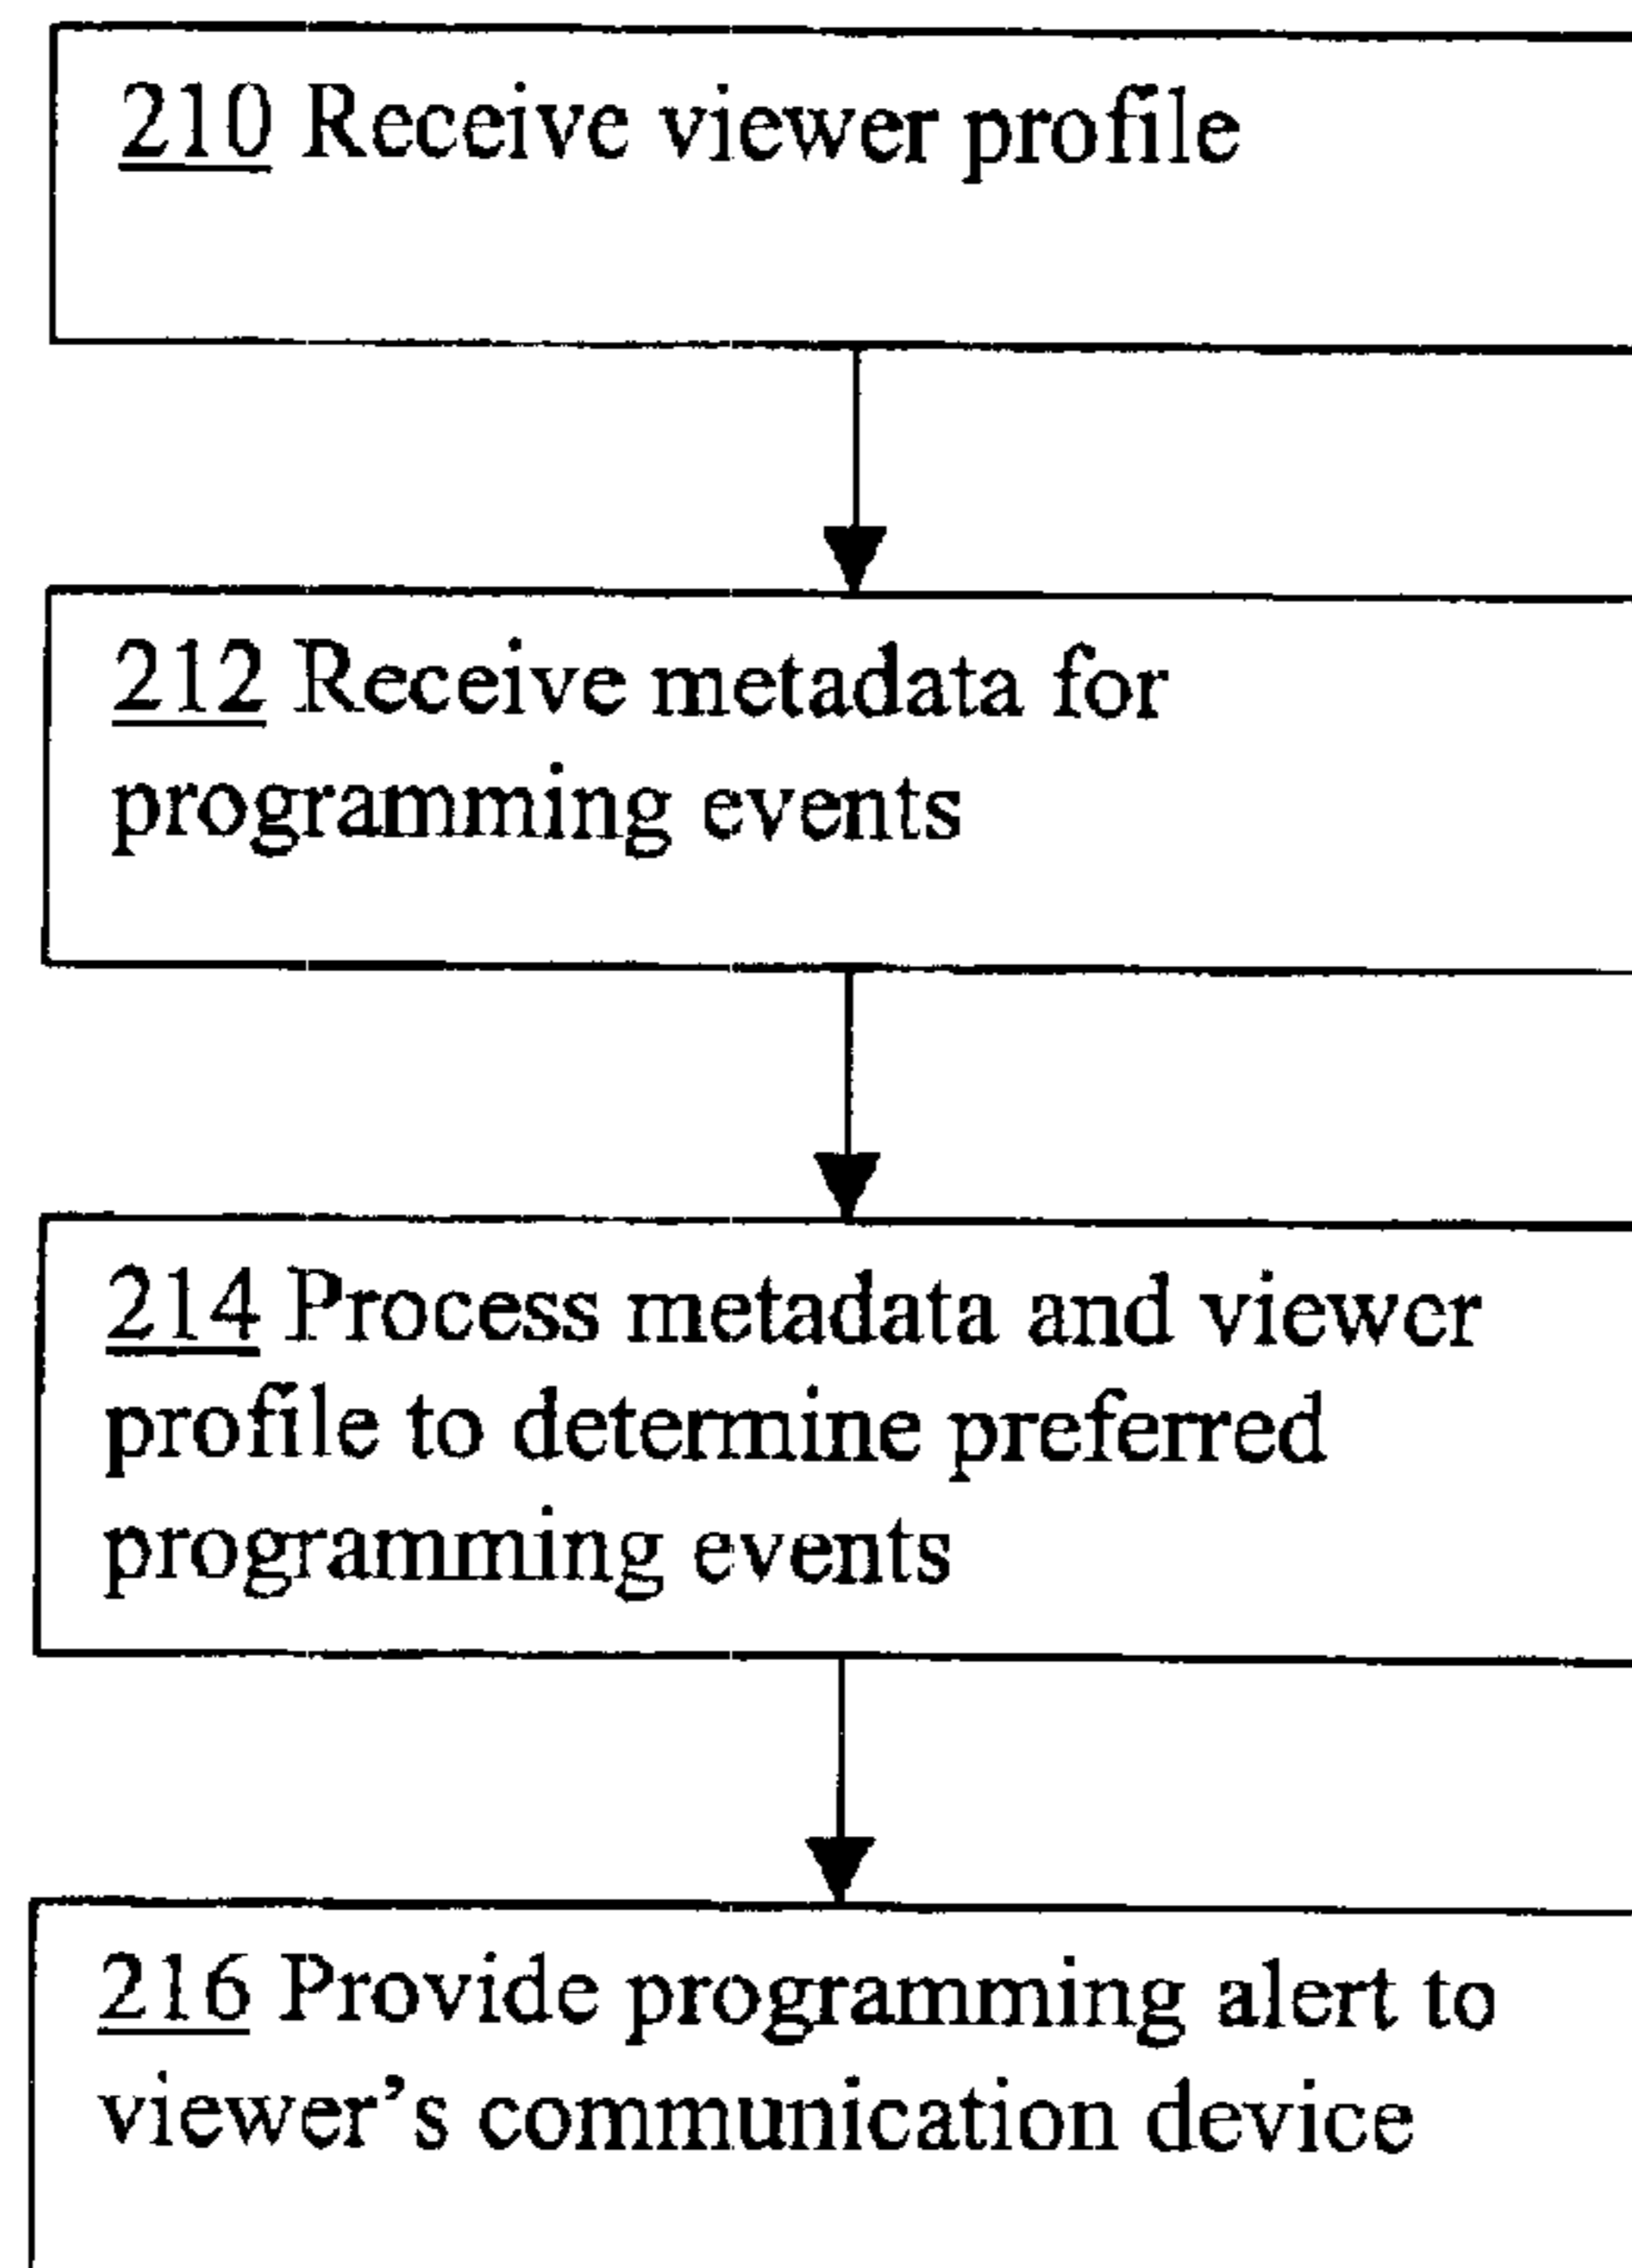 210 Receive viewer profile
212 Receive metadata for
programming events
214 Process metadata and viewer
profile to determine preferred
programming events
216 Provide programming alert to
viewer's communication device